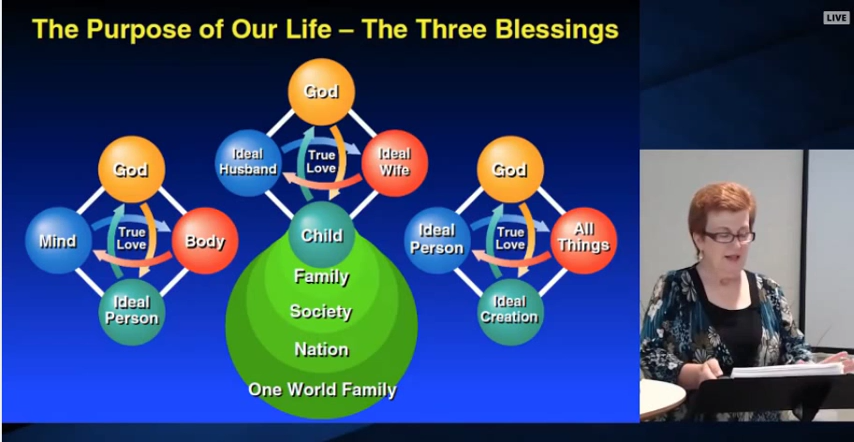 The Purpose of Our Life – The Three Blessings
LIVE
God
Ideal
Husband
True
Love
Ideal
Wife
Child
Family
Society
Nation
One World Family
God
Mind
True
Love
Body
Ideal
Person
God
Ideal
Person
True
Love
All
Things
Ideal
Creation